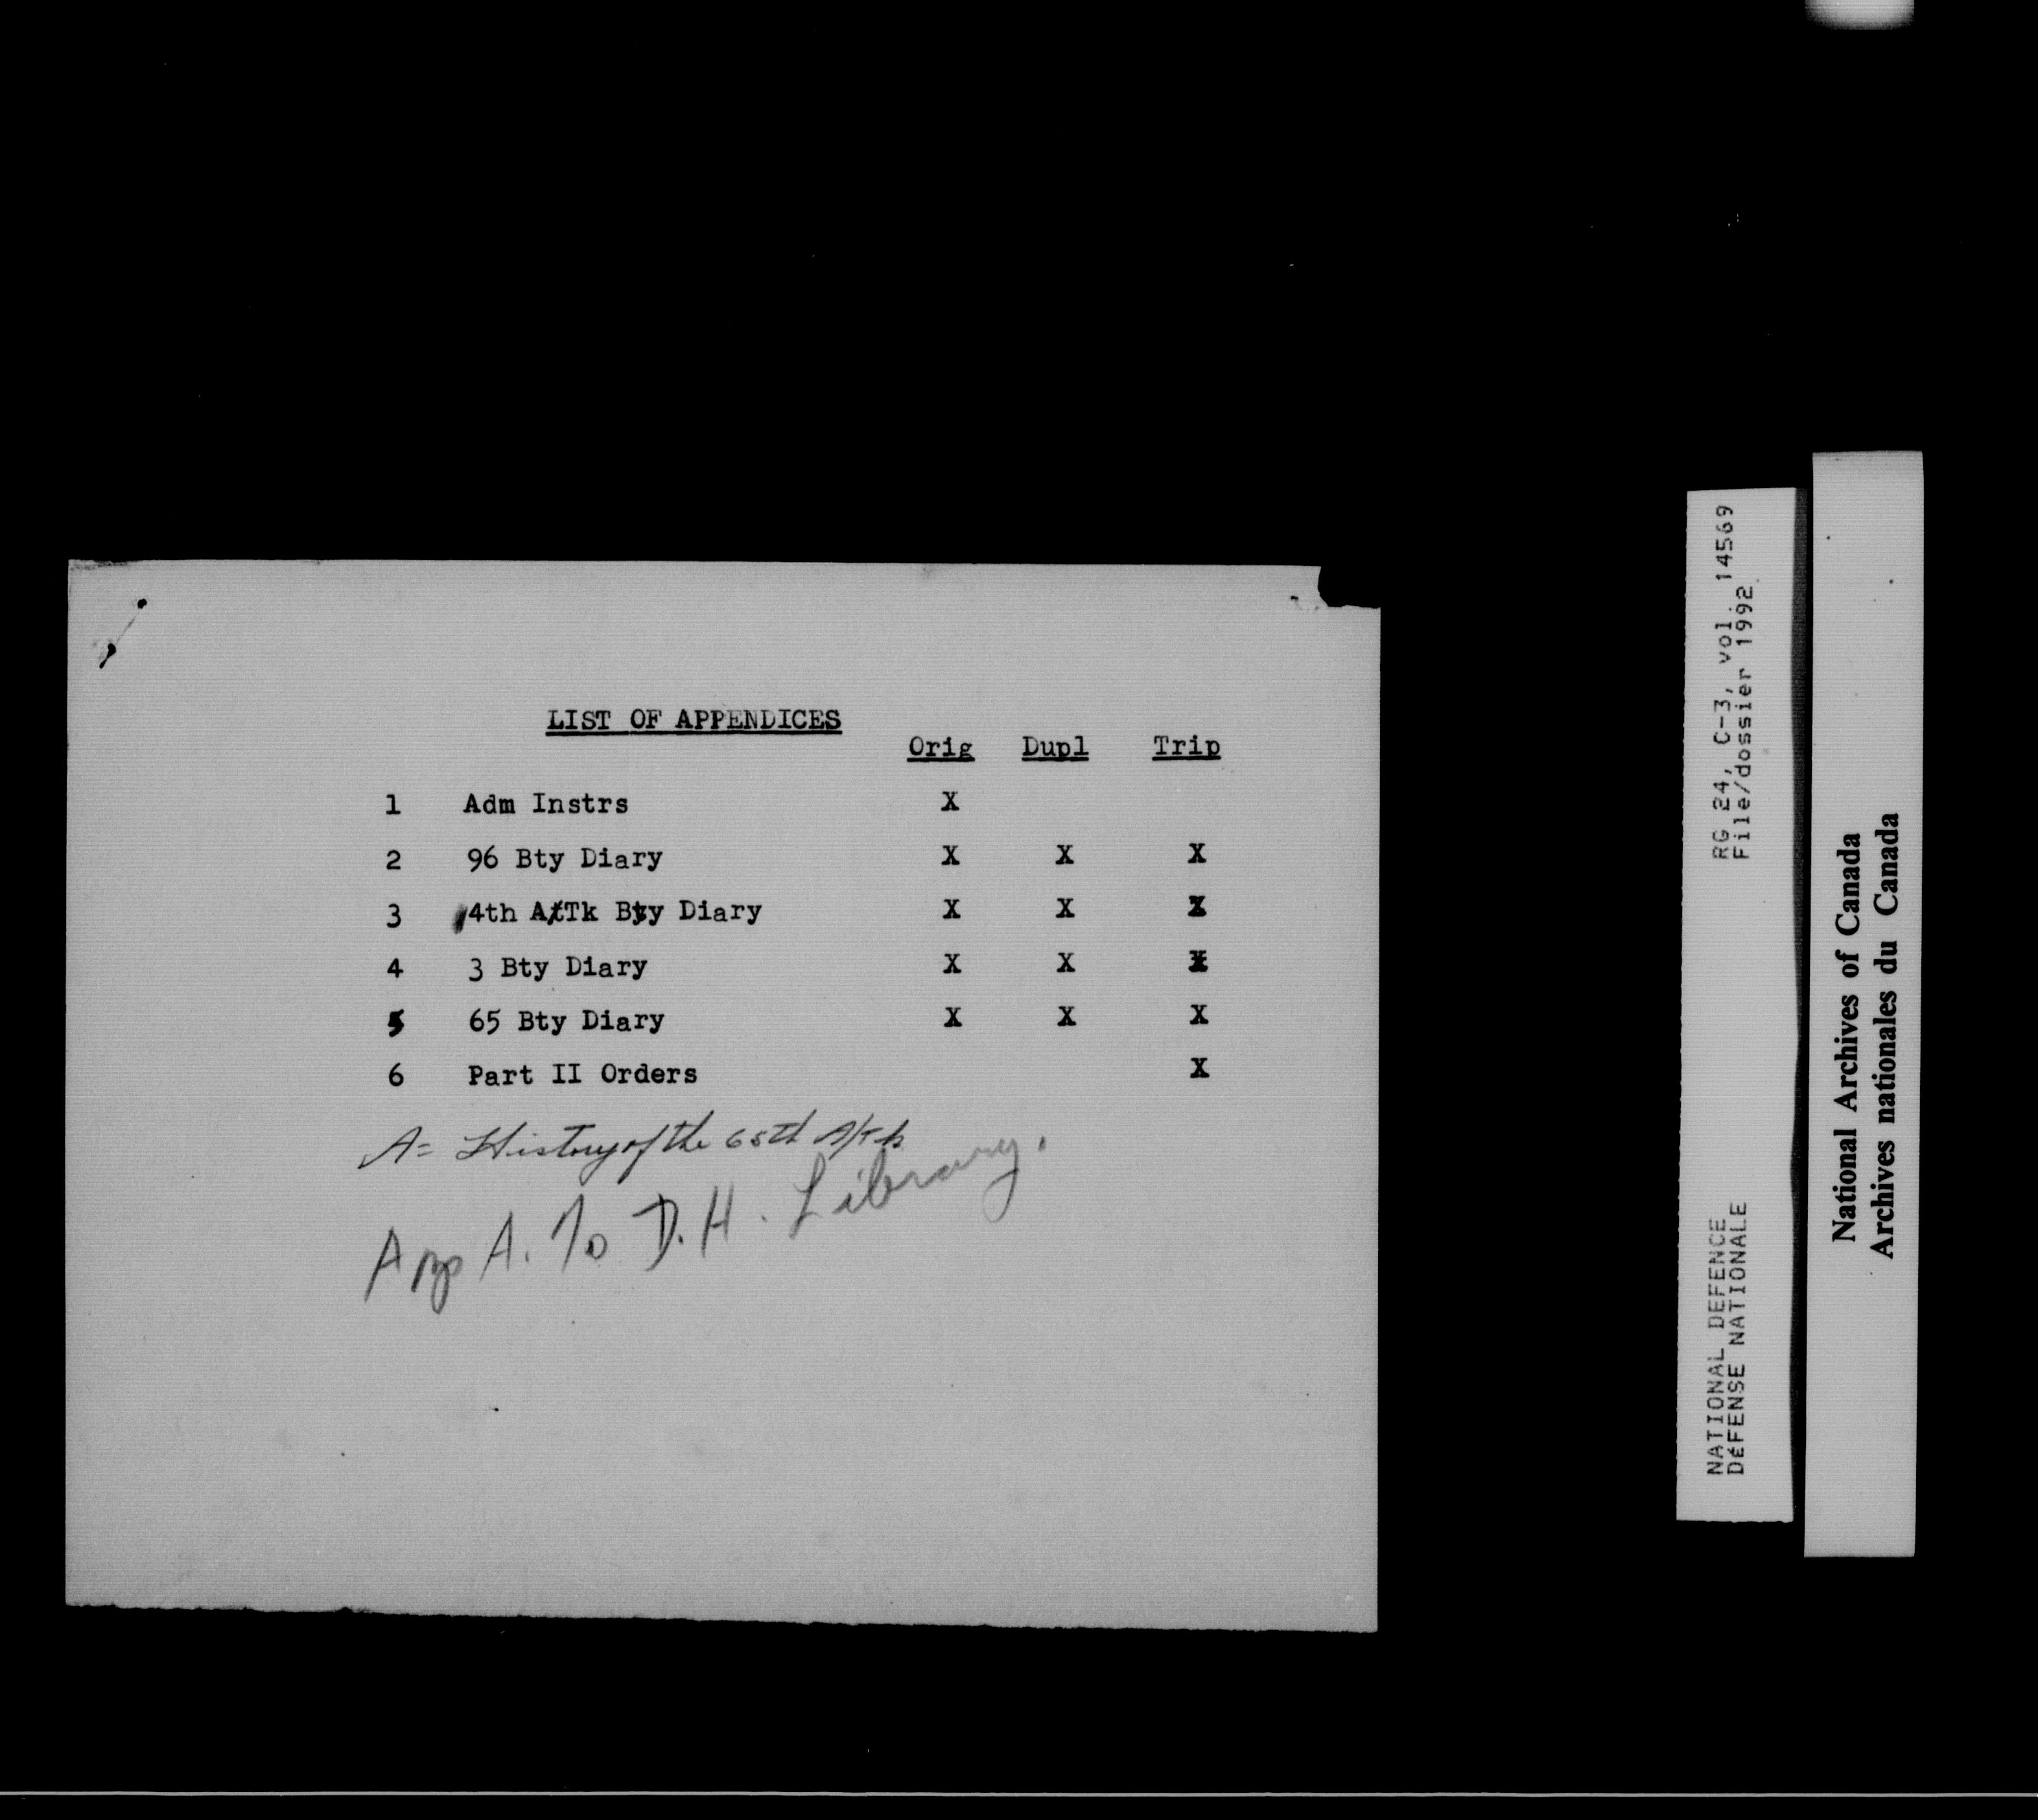 LIST OF APPENDICES
Orig Dupl Trip
1 Adm Instrs X
2 96 Bty Diary X X X
3 4th A/Tk Bty Diary X X X
4 3 Bty Diary X X X
5 65 Bty Diary X X X
6 Part II Orders X
A= History of the 65th A/Tk
App A. To D.H. Library.
RG 24, C-3, vol. 14569
File/dossier 1992
NATIONAL DEFENCE
DÉFENSE NATIONALE
National Archives of Canada
Archives nationales du Canada